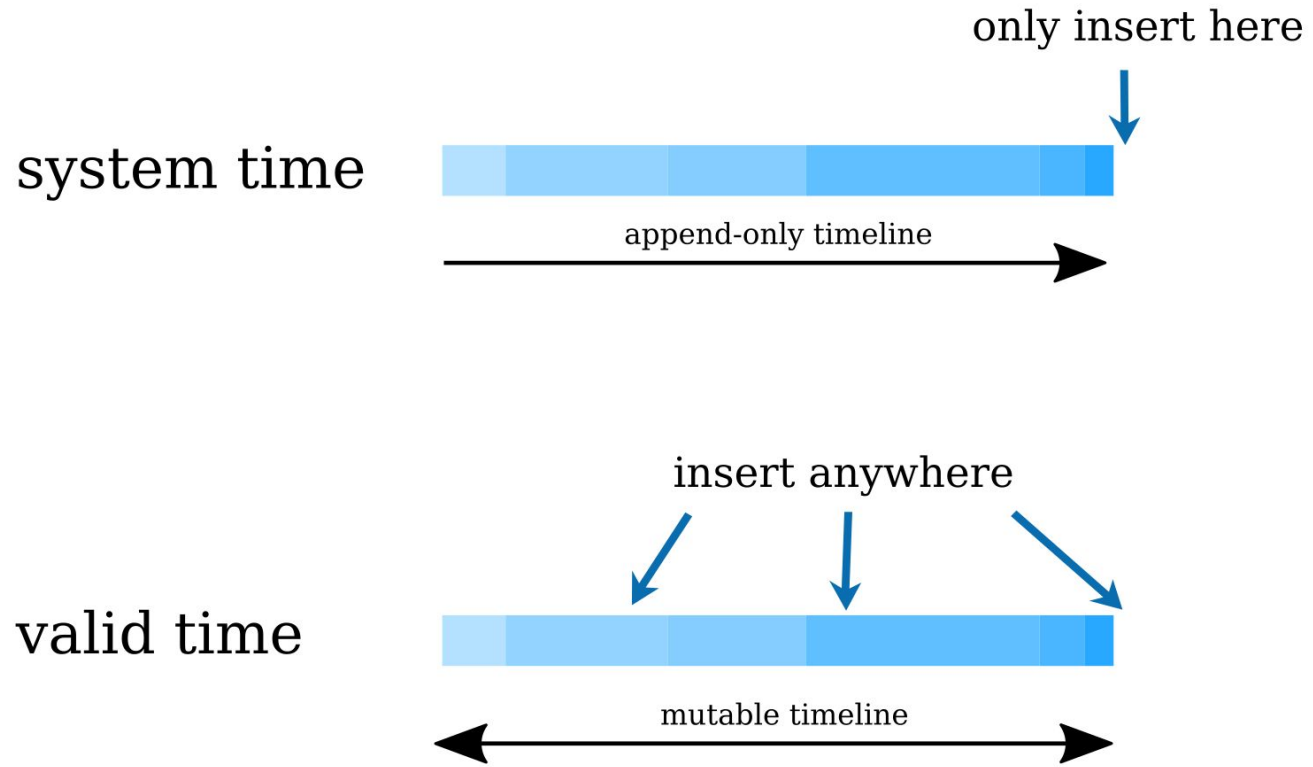 only insert here
system time
append-only timeline
insert anywhere
valid time
mutable timeline